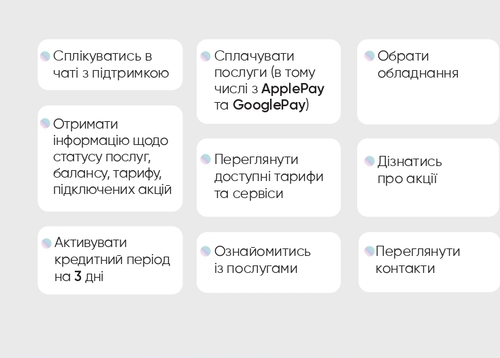 Сплікуватись в
чаті з підтримкою
Отримати
інформацію щодо
статусу послуг,
балансу, тарифу,
підключених акцій
Активувати
кредитний період
на 3 дні
Сплачувати
послуги (в тому
числі з ApplePay
та GooglePay)
Переглянути
доступні тарифи
та сервіси
Ознайомитись
із послугами
Обрати
обладнання
Дізнатись
про акції
Переглянути
контакти